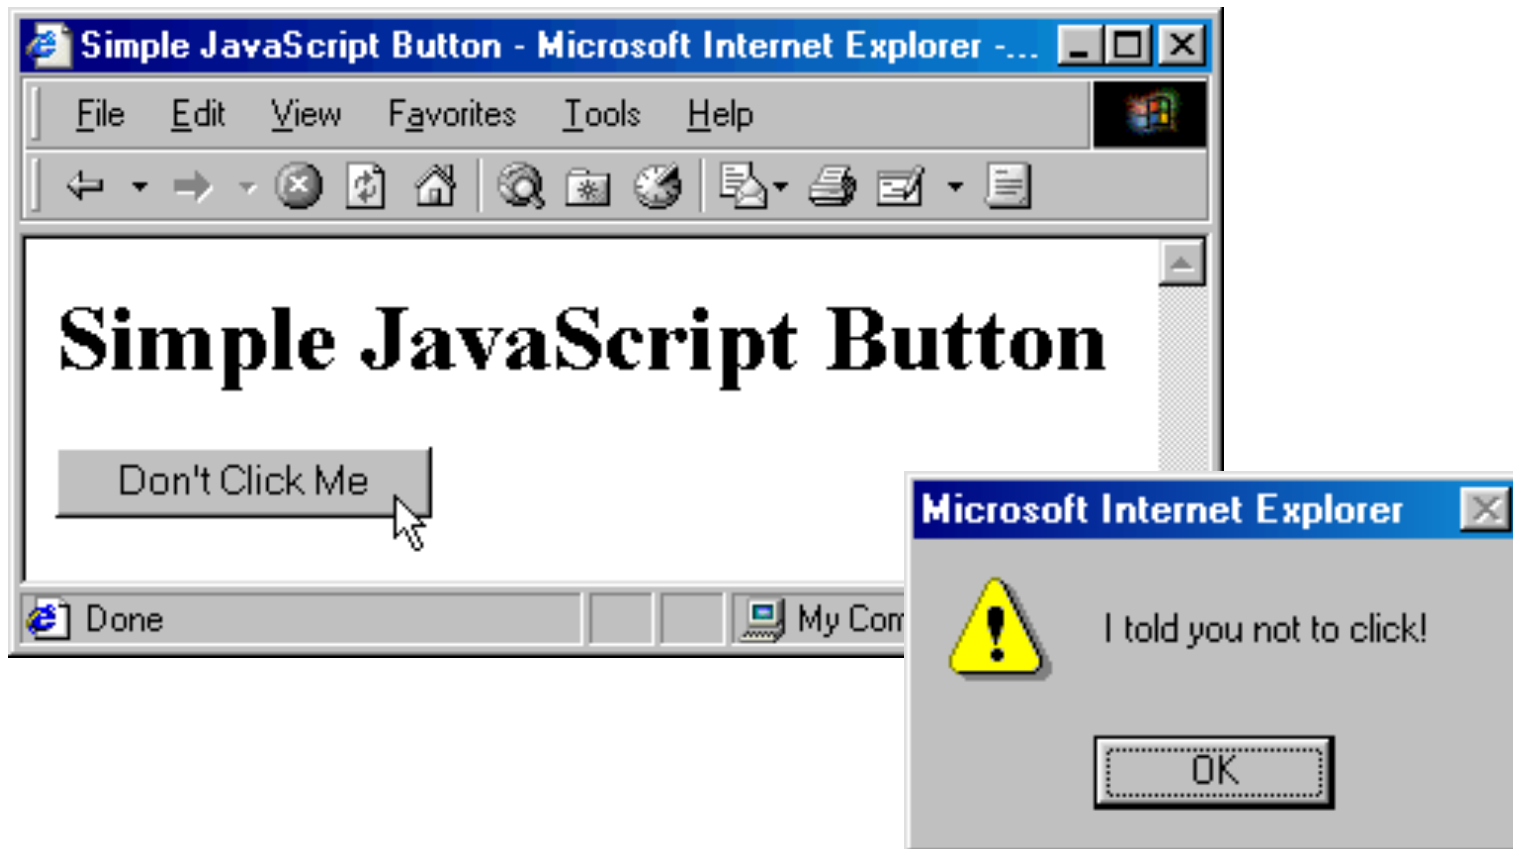 Simple JavaScript Button - Microsoft Internet Explorer -...
File Edit View Favorites Tools Help
Simple JavaScript Button
Don't Click Me
Done
My Com
Microsoft Internet Explorer
I told you not to click!
OK